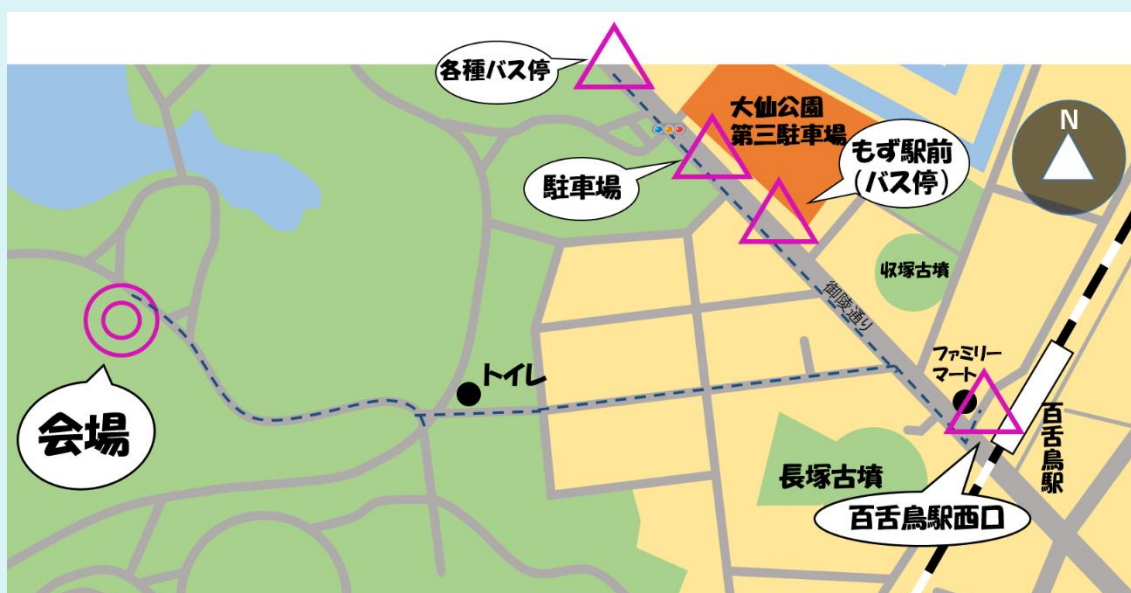 各種バス停
大仙公園
第三駐車場
N
もず駅前
(バス停)
駐車場
収塚古墳
御陵通り
ファミリー
マート
トイレ
会場
百舌鳥駅
長塚古墳
百舌鳥駅西口